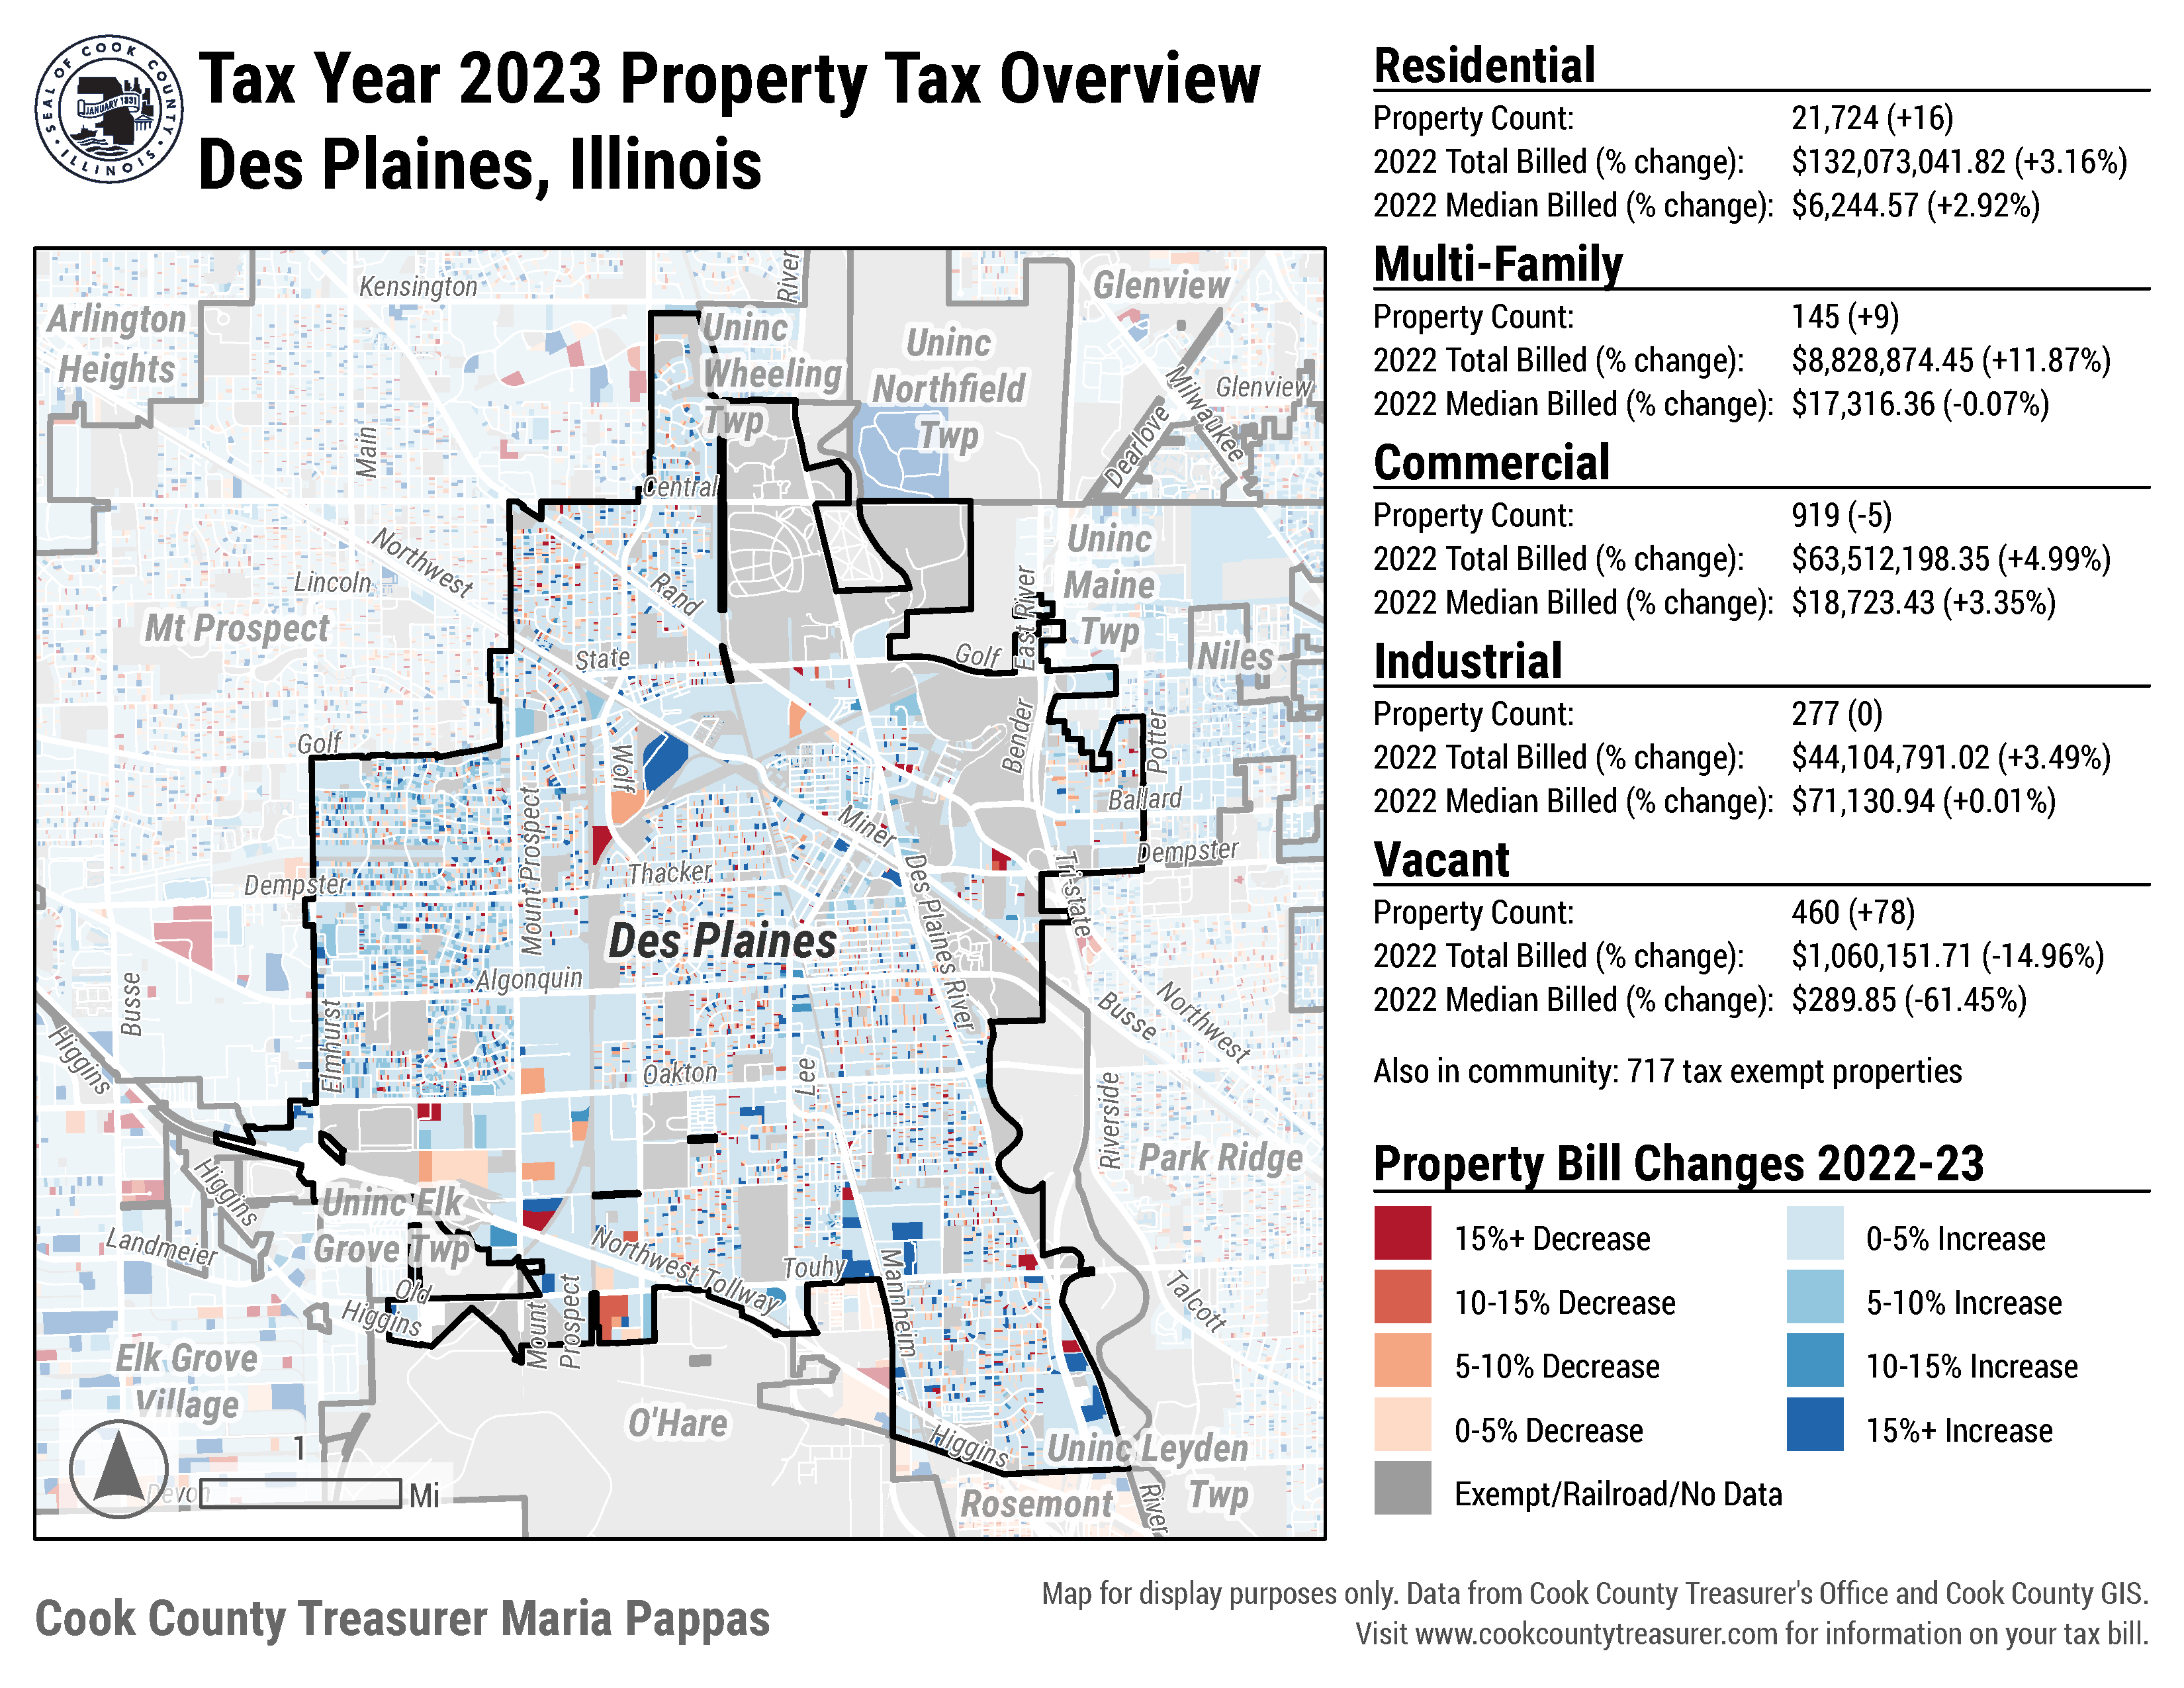 SEAL OF COOK COUNTY
JANUARY 1831
ILLINOIS
Tax Year 2023 Property Tax Overview
Des Plaines, Illinois
Residential
Property Count: 21,724 (+16)
2022 Total Billed (% change): $132,073,041.82 (+3.16%)
2022 Median Billed (% change): $6,244.57 (+2.92%)
Multi-Family
Property Count: 145 (+9)
2022 Total Billed (% change): $8,828,874.45 (+11.87%)
2022 Median Billed (% change): $17,316.36 (-0.07%)
Commercial
Property Count: 919 (-5)
2022 Total Billed (% change): $63,512,198.35 (+4.99%)
2022 Median Billed (% change): $18,723.43 (+3.35%)
Industrial
Property Count: 277 (0)
2022 Total Billed (% change): $44,104,791.02 (+3.49%)
2022 Median Billed (% change): $71,130.94 (+0.01%)
Vacant
Property Count: 460 (+78)
2022 Total Billed (% change): $1,060,151.71 (-14.96%)
2022 Median Billed (% change): $289.85 (-61.45%)
Also in community: 717 tax exempt properties
Property Bill Changes 2022-23
15%+ Decrease
0-5% Increase
10-15% Decrease
5-10% Increase
5-10% Decrease
10-15% Increase
0-5% Decrease
15%+ Increase
Exempt/Railroad/No Data
Kensington
River
Glenview
Arlington
Heights
Uninc
Wheeling
Twp
Uninc
Northfield
Twp
Milwaukee
Glenview
Dearlove
Main
Central
Northwest
Lincoln
Rand
Uninc
Maine
Twp
East River
Mt Prospect
State
Golf
Niles
Golf
Wolf
Bender
Potter
Ballard
Mount Prospect
Miner
Dempster
Thacker
Dempster
Des Plaines River
Tri-state
Des Plaines
Algonquin
Busse
Elmhurst
Busse
Northwest
Higgins
Oakton
Lee
Riverside
Park Ridge
Higgins
Uninc Elk
Grove Twp
Landmeier
Northwest Tollway
Touhy
Mannheim
Talcott
Old
Higgins
Mount
Prospect
Elk Grove
Village
O'Hare
Higgins
Uninc Leyden
Twp
Rosemont
River
Devon
1
Mi
Cook County Treasurer Maria Pappas
Map for display purposes only. Data from Cook County Treasurer's Office and Cook County GIS.
Visit www.cookcountytreasurer.com for information on your tax bill.